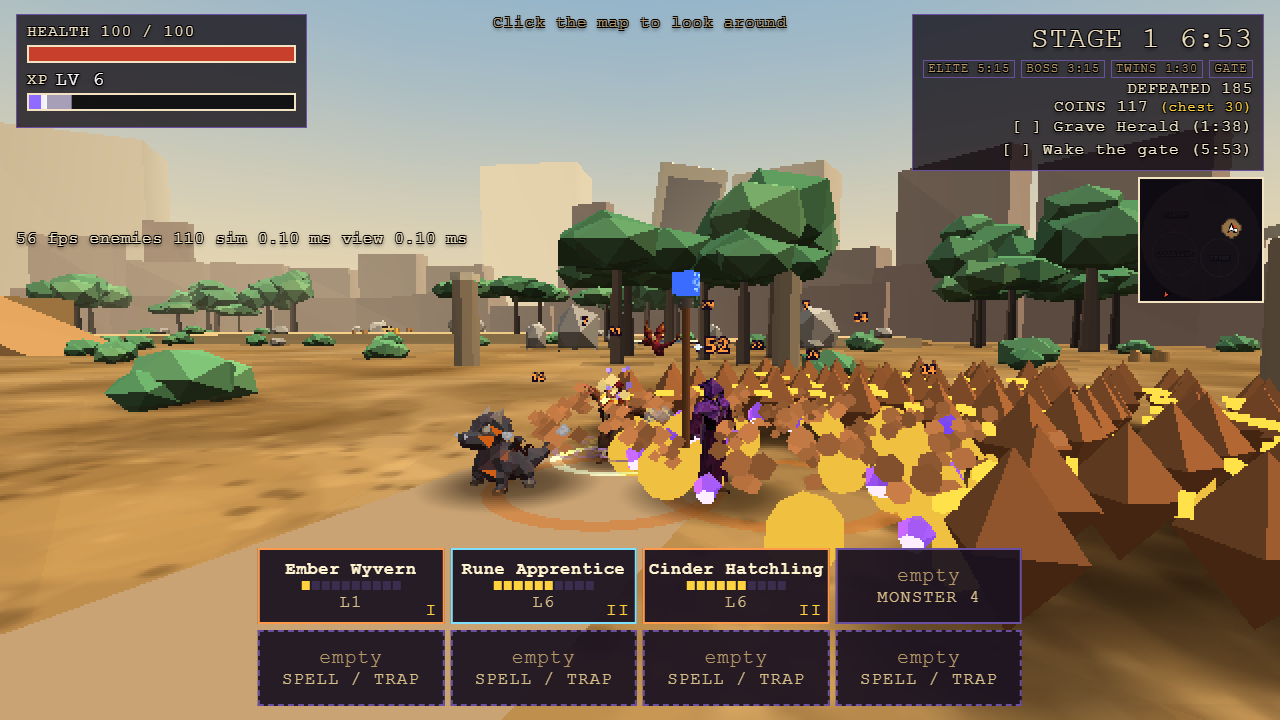 HEALTH 100 / 100
XP LV 6
Click the map to look around
STAGE 1 6:53
ELITE 5:15 BOSS 3:15 TWINS 1:30 GATE
DEFEATED 185
COINS 117 (chest 30)
[ ] Grave Herald (1:38)
[ ] Wake the gate (5:53)
56 fps enemies 110 sim 0.10 ms view 0.10 ms
52
Ember Wyvern
L1
I
Rune Apprentice
L6
II
Cinder Hatchling
L6
II
empty
MONSTER 4
empty
SPELL / TRAP
empty
SPELL / TRAP
empty
SPELL / TRAP
empty
SPELL / TRAP